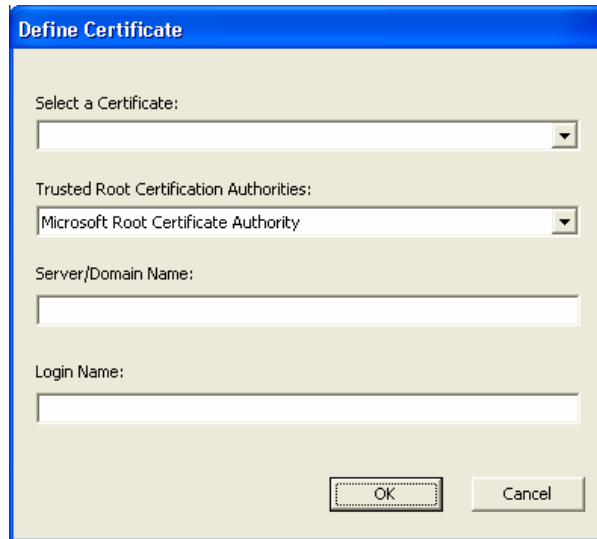 Define Certificate
Select a Certificate:
Trusted Root Certification Authorities:
Microsoft Root Certificate Authority
Server/Domain Name:
Login Name:
OK Cancel